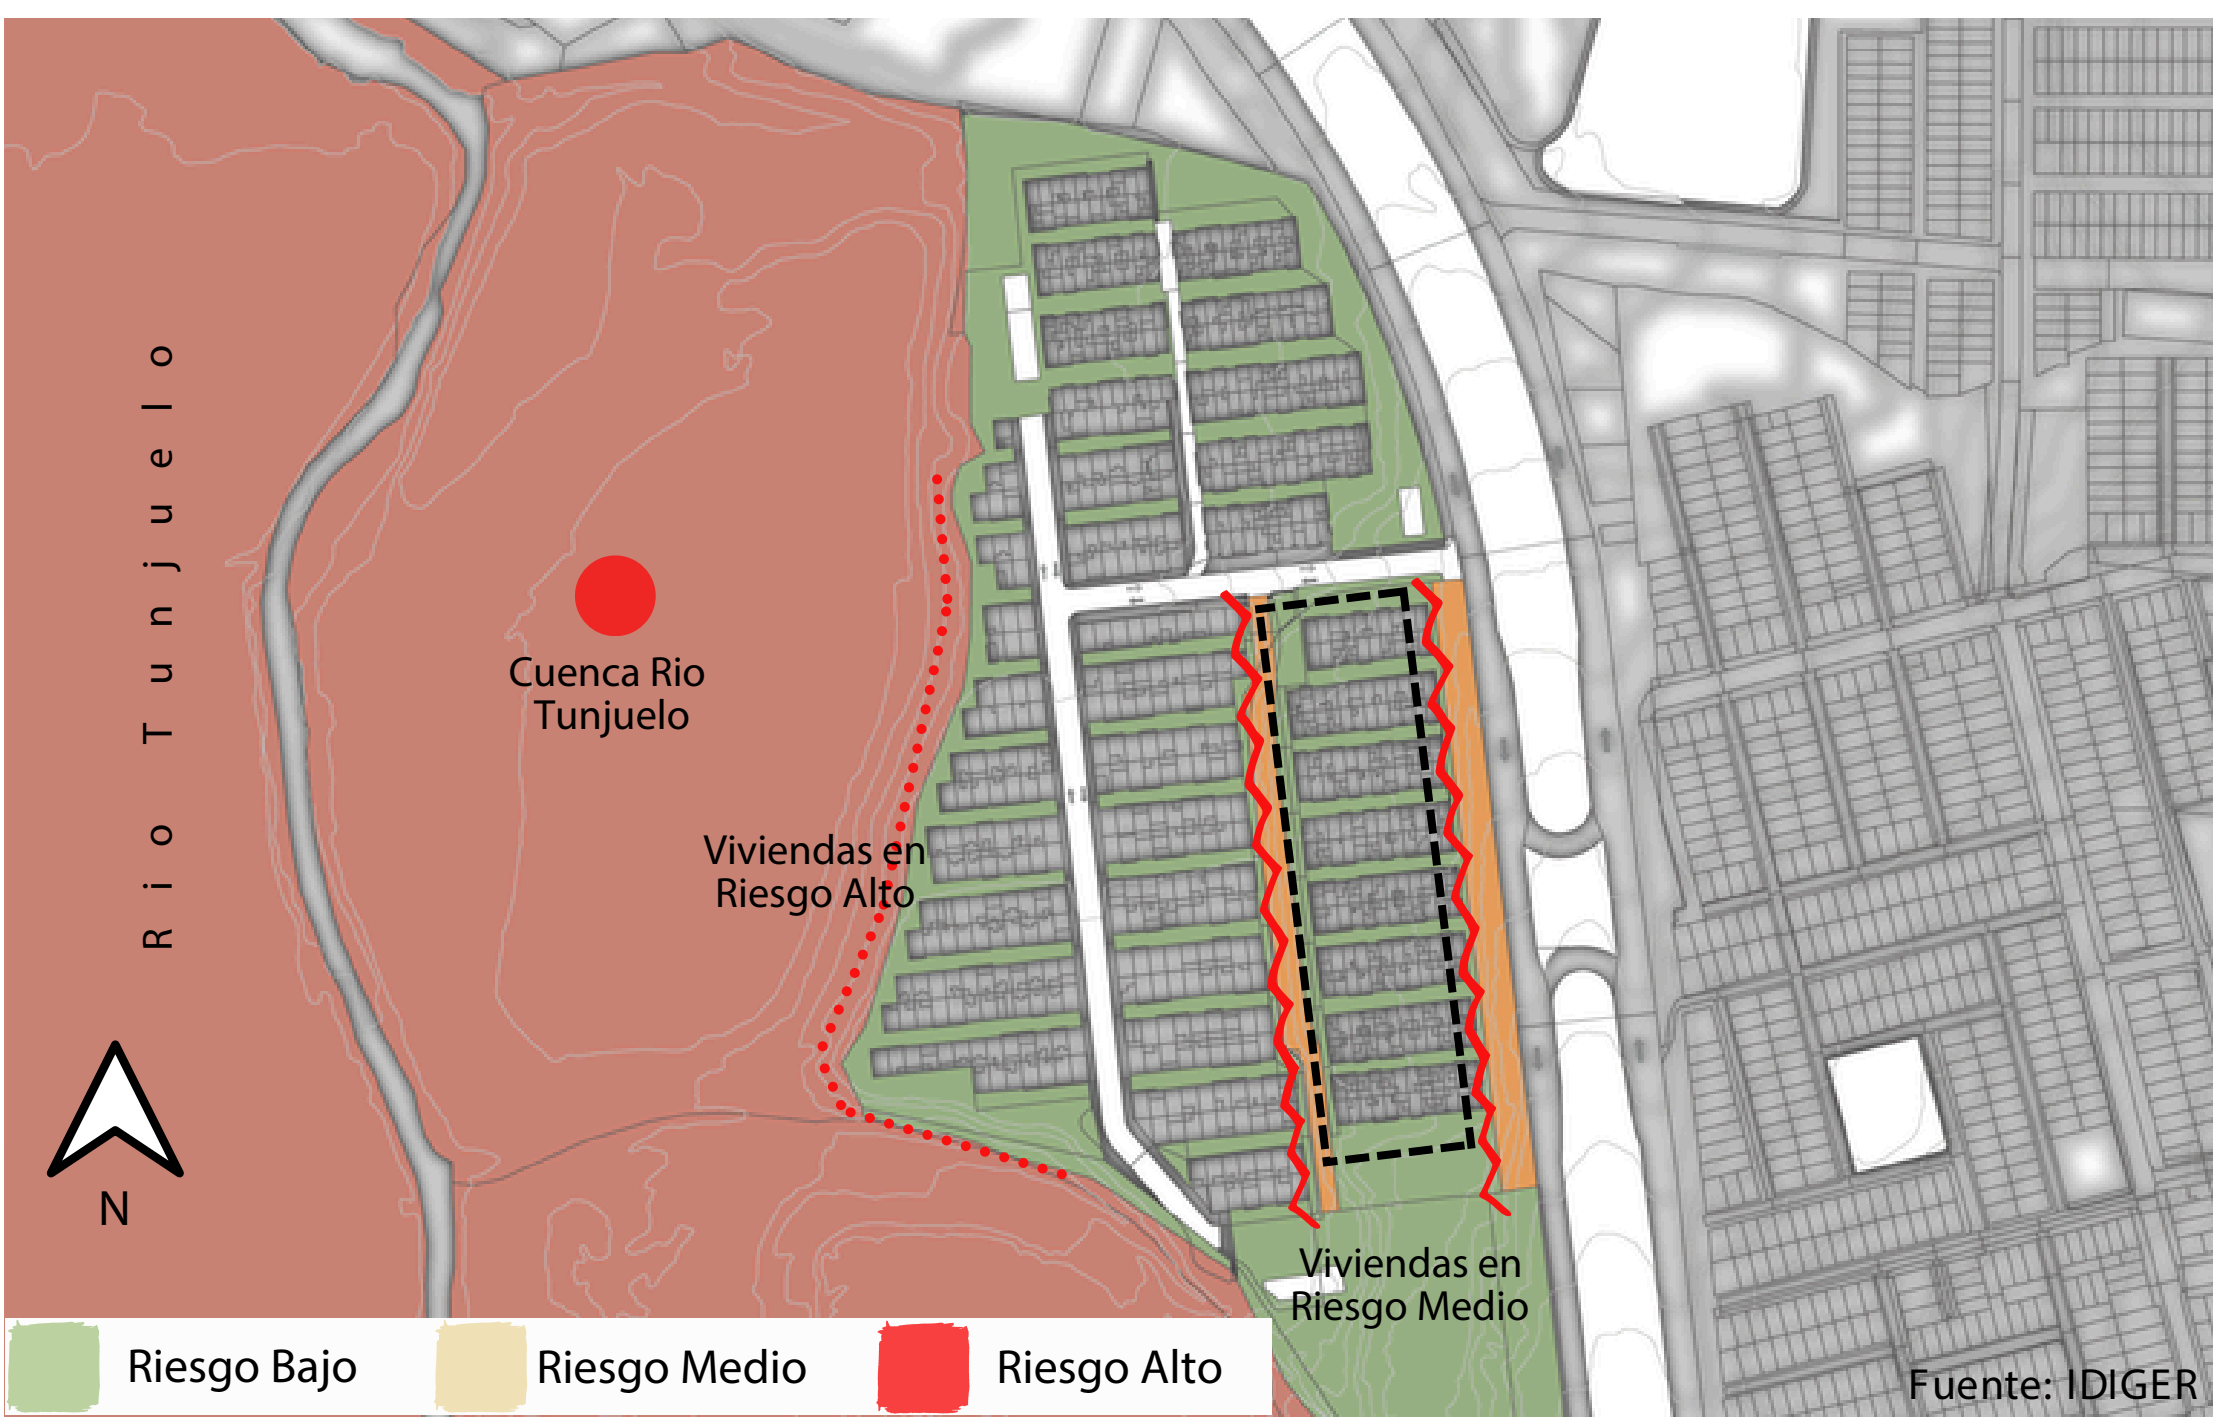 Rio Tunjuelo
Cuenca Rio
Tunjuelo
Viviendas en
Riesgo Alto
N
Viviendas en
Riesgo Medio
Riesgo Bajo
Riesgo Medio
Riesgo Alto
Fuente: IDIGER